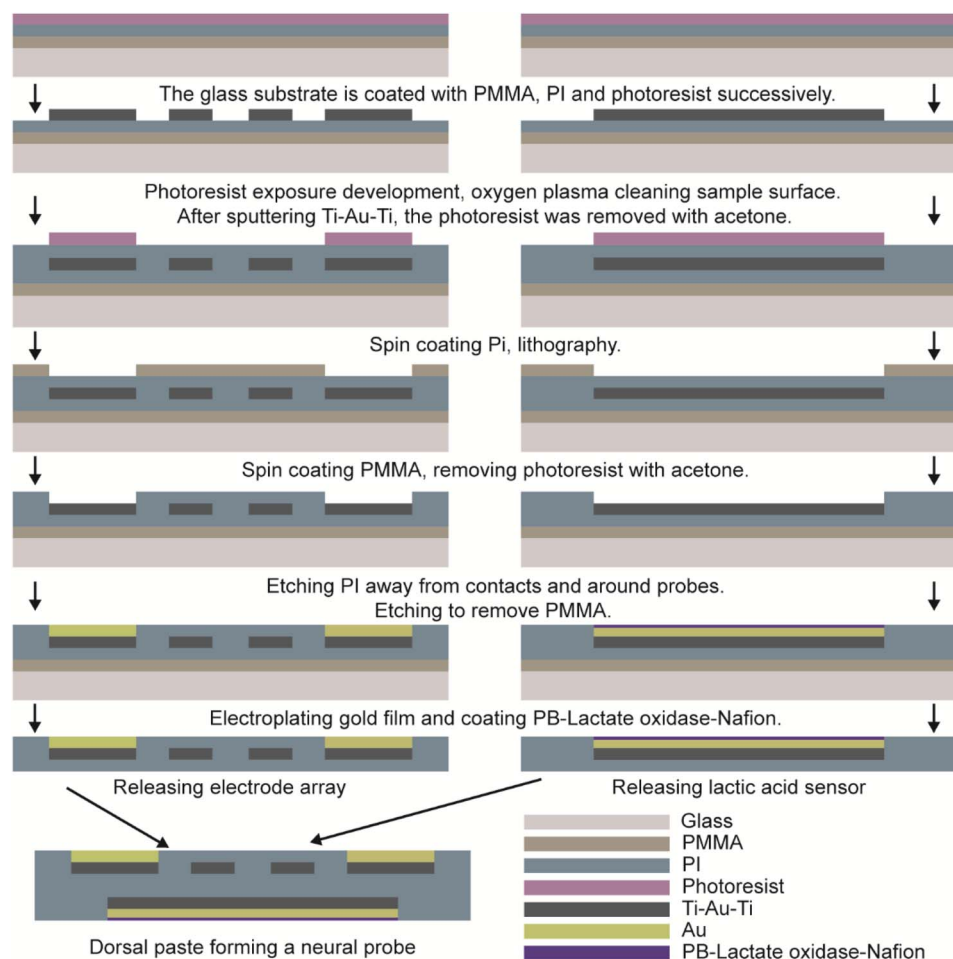 The glass substrate is coated with PMMA, PI and photoresist successively.
Photoresist exposure development, oxygen plasma cleaning sample surface.
After sputtering Ti-Au-Ti, the photoresist was removed with acetone.
Spin coating Pi, lithography.
Spin coating PMMA, removing photoresist with acetone.
Etching PI away from contacts and around probes.
Etching to remove PMMA.
Electroplating gold film and coating PB-Lactate oxidase-Nafion.
Releasing electrode array
Releasing lactic acid sensor
Glass
PMMA
PI
Photoresist
Ti-Au-Ti
Au
PB-Lactate oxidase-Nafion
Dorsal paste forming a neural probe